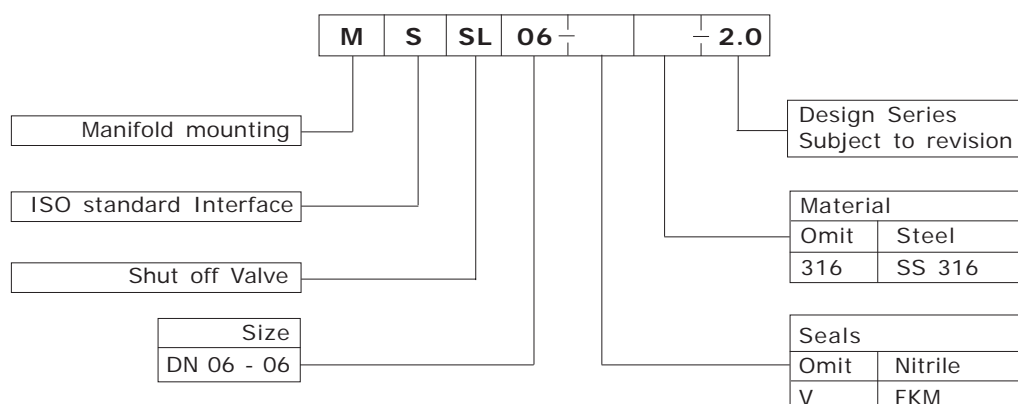 M S SL 06 - - 2.0
Manifold mounting
ISO standard Interface
Shut off Valve
Size
DN 06 - 06
Design Series
Subject to revision
Material
Omit Steel
316 SS 316
Seals
Omit Nitrile
V FKM